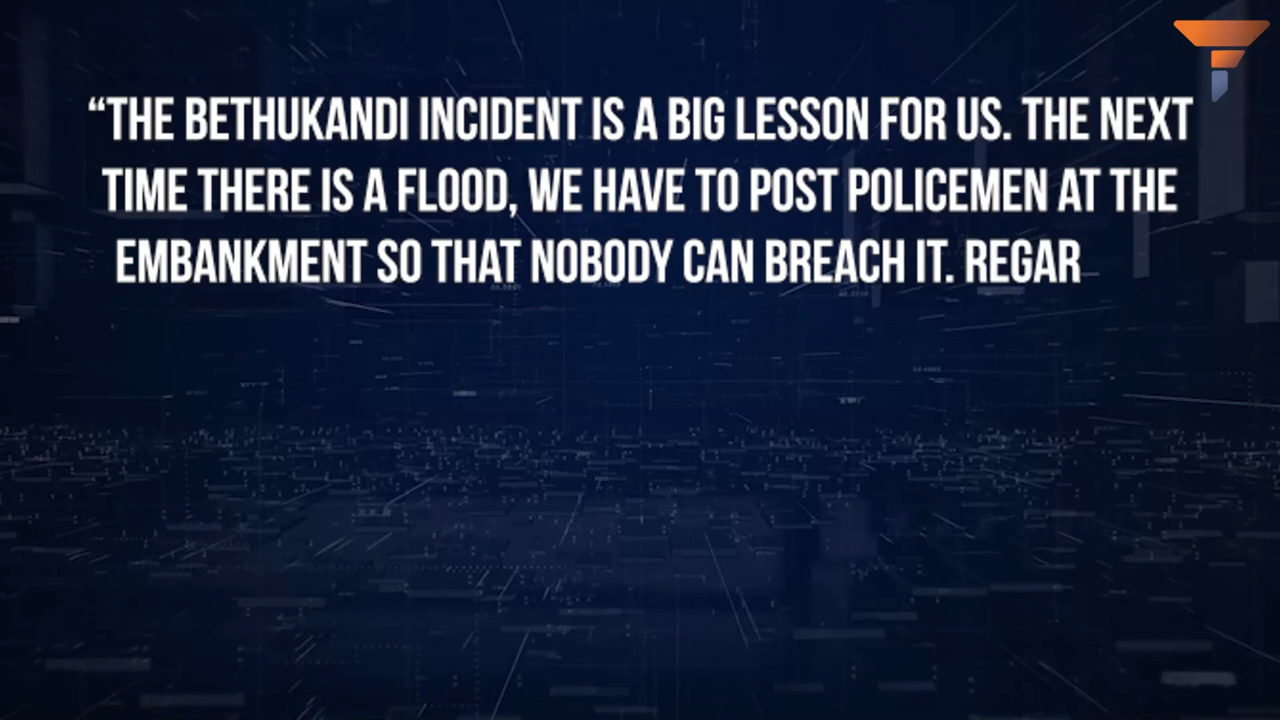 “THE BETHUKANDI INCIDENT IS A BIG LESSON FOR US. THE NEXT
TIME THERE IS A FLOOD, WE HAVE TO POST POLICEMEN AT THE
EMBANKMENT SO THAT NOBODY CAN BREACH IT. REGAR